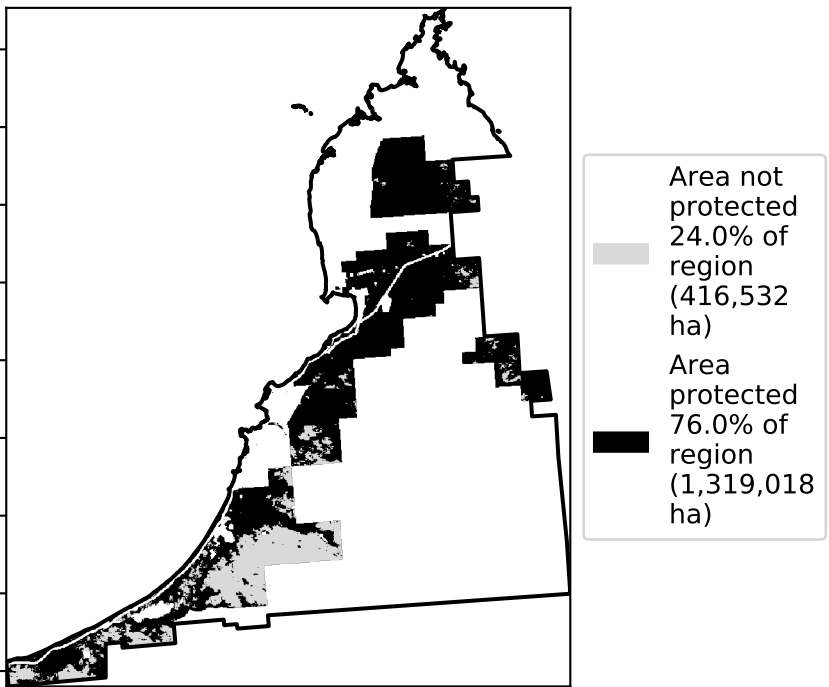 Area not
protected
24.0% of
region
(416,532
ha)
Area
protected
76.0% of
region
(1,319,018
ha)